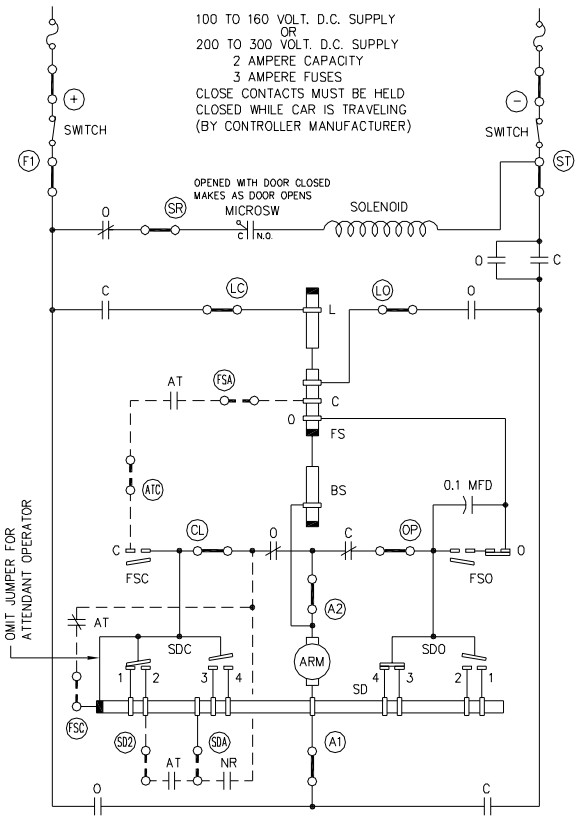 100 TO 160 VOLT. D.C. SUPPLY
OR
200 TO 300 VOLT. D.C. SUPPLY
2 AMPERE CAPACITY
3 AMPERE FUSES
CLOSE CONTACTS MUST BE HELD
CLOSED WHILE CAR IS TRAVELING
(BY CONTROLLER MANUFACTURER)
+
-
SWITCH
SWITCH
F1
ST
OPENED WITH DOOR CLOSED
MAKES AS DOOR OPENS
O
SR
MICROSW
C
N.O.
SOLENOID
O
C
C
LC
L
LO
O
AT
FSA
C
O
FS
ATC
BS
0.1 MFD
C
FSC
CL
O
C
OP
FSO
O
OMIT JUMPER FOR
ATTENDANT OPERATOR
AT
A2
SDC
ARM
SDO
1
2
3
4
SD
4
3
2
1
FSC
SD2
SDA
A1
AT
NR
O
C